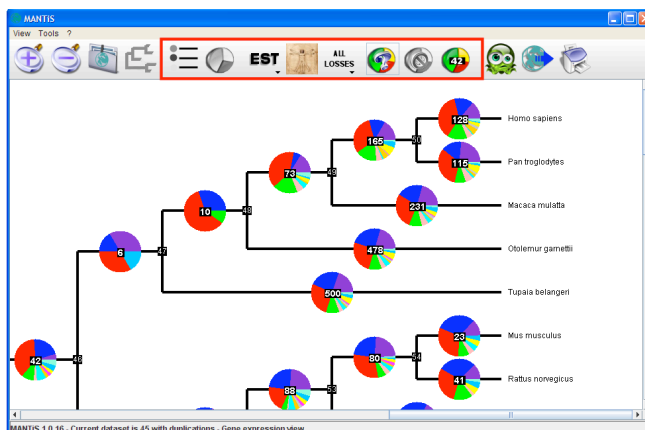 MANTiS
View Tools ?
EST
ALL
LOSSES
42
128
Homo sapiens
165
50
115
Pan troglodytes
73
49
231
Macaca mulatta
10
48
478
Otolemur garnettii
6
47
500
Tupaia belangeri
23
Mus musculus
42
46
80
54
41
Rattus norvegicus
88
53
MANTiS 1.0.16 - Current dataset is 45 with duplications - Gene expression view